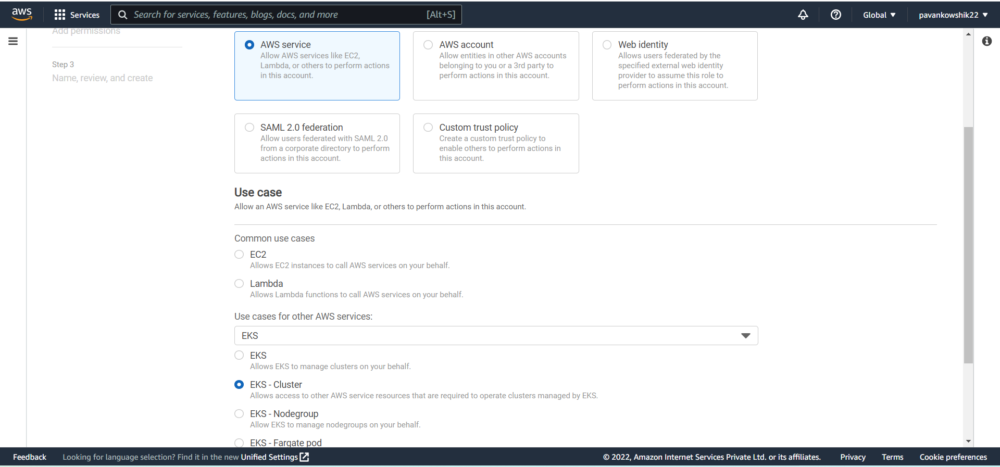 aws
Services
Search for services, features, blogs, docs, and more
[Alt+S]
Global
pavankowshik22
Add permissions
Step 3
Name, review, and create
AWS service
Allow AWS services like EC2,
Lambda, or others to perform actions
in this account.
AWS account
Allow entities in other AWS accounts
belonging to you or a 3rd party to
perform actions in this account.
Web identity
Allows users federated by the
specified external web identity
provider to assume this role to
perform actions in this account.
SAML 2.0 federation
Allow users federated with SAML 2.0
from a corporate directory to perform
actions in this account.
Custom trust policy
Create a custom trust policy to
enable others to perform actions in
this account.
Use case
Allow an AWS service like EC2, Lambda, or others to perform actions in this account.
Common use cases
EC2
Allows EC2 instances to call AWS services on your behalf.
Lambda
Allows Lambda functions to call AWS services on your behalf.
Use cases for other AWS services:
EKS
EKS
Allows EKS to manage clusters on your behalf.
EKS - Cluster
Allows access to other AWS service resources that are required to operate clusters managed by EKS.
EKS - Nodegroup
Allow EKS to manage nodegroups on your behalf.
EKS - Fargate pod
Feedback
Looking for language selection? Find it in the new Unified Settings
© 2022, Amazon Internet Services Private Ltd. or its affiliates.
Privacy
Terms
Cookie preferences